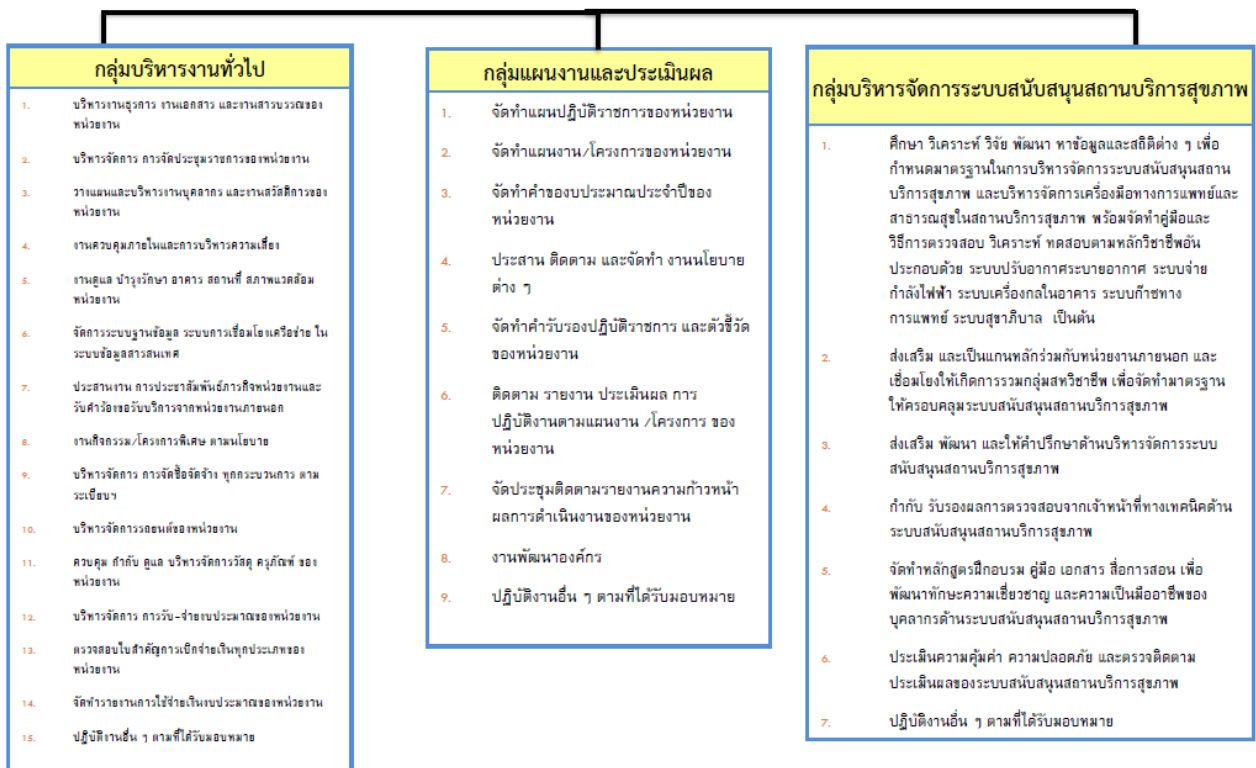 กลุ่มบริหารงานทั่วไป
1. บริหารงานธุรการ งานเอกสาร และงานสารบรรณของ
หน่วยงาน
2. บริหารจัดการ การจัดประชุมราชการของหน่วยงาน
3. วางแผนและบริหารงานบุคลากร และงานสวัสดิการของ
หน่วยงาน
4. งานควบคุมภายในและการบริหารความเสี่ยง
5. งานดูแล บำรุงรักษา อาคาร สถานที่ สภาพแวดล้อม
หน่วยงาน
6. จัดการระบบฐานข้อมูล ระบบการเชื่อมโยงเครือข่าย ใน
ระบบข้อมูลสารสนเทศ
7. ประสานงาน การประชาสัมพันธ์ภารกิจหน่วยงานและ
รับคำร้องขอรับบริการจากหน่วยงานภายนอก
8. งานกิจกรรม/โครงการพิเศษ ตามนโยบาย
9. บริหารจัดการ การจัดซื้อจัดจ้าง ทุกกระบวนการ ตาม
ระเบียบฯ
10. บริหารจัดการรถยนต์ของหน่วยงาน
11. ควบคุม กำกับ ดูแล บริหารจัดการวัสดุ ครุภัณฑ์ ของ
หน่วยงาน
12. บริหารจัดการ การรับ-จ่ายงบประมาณของหน่วยงาน
13. ตรวจสอบใบสำคัญการเบิกจ่ายเงินทุกประเภทของ
หน่วยงาน
14. จัดทำรายงานการใช้จ่ายเงินงบประมาณของหน่วยงาน
15. ปฏิบัติงานอื่น ๆ ตามที่ได้รับมอบหมาย
กลุ่มแผนงานและประเมินผล
1. จัดทำแผนปฏิบัติราชการของหน่วยงาน
2. จัดทำแผนงาน/โครงการของหน่วยงาน
3. จัดทำคำของบประมาณประจำปีของ
หน่วยงาน
4. ประสาน ติดตาม และจัดทำ งานนโยบาย
ต่าง ๆ
5. จัดทำคำรับรองปฏิบัติราชการ และตัวชี้วัด
ของหน่วยงาน
6. ติดตาม รายงาน ประเมินผล การ
ปฏิบัติงานตามแผนงาน /โครงการ ของ
หน่วยงาน
7. จัดประชุมติดตามรายงานความก้าวหน้า
ผลการดำเนินงานของหน่วยงาน
8. งานพัฒนาองค์กร
9. ปฏิบัติงานอื่น ๆ ตามที่ได้รับมอบหมาย
กลุ่มบริหารจัดการระบบสนับสนุนสถานบริการสุขภาพ
1. ศึกษา วิเคราะห์ วิจัย พัฒนา หาข้อมูลและสถิติต่าง ๆ เพื่อ
กำหนดมาตรฐานในการบริหารจัดการระบบสนับสนุนสถาน
บริการสุขภาพ และบริหารจัดการเครื่องมือทางการแพทย์และ
สาธารณสุขในสถานบริการสุขภาพ พร้อมจัดทำคู่มือและ
วิธีการตรวจสอบ วิเคราะห์ ทดสอบตามหลักวิชาชีพอัน
ประกอบด้วย ระบบปรับอากาศระบายอากาศ ระบบจ่าย
กำลังไฟฟ้า ระบบเครื่องกลในอาคาร ระบบก๊าซทาง
การแพทย์ ระบบสุขาภิบาล เป็นต้น
2. ส่งเสริม และเป็นแกนหลักร่วมกับหน่วยงานภายนอก และ
เชื่อมโยงให้เกิดการรวมกลุ่มสหวิชาชีพ เพื่อจัดทำมาตรฐาน
ให้ครอบคลุมระบบสนับสนุนสถานบริการสุขภาพ
3. ส่งเสริม พัฒนา และให้คำปรึกษาด้านบริหารจัดการระบบ
สนับสนุนสถานบริการสุขภาพ
4. กำกับ รับรองผลการตรวจสอบจากเจ้าหน้าที่ทางเทคนิคด้าน
ระบบสนับสนุนสถานบริการสุขภาพ
5. จัดทำหลักสูตรฝึกอบรม คู่มือ เอกสาร สื่อการสอน เพื่อ
พัฒนาทักษะความเชี่ยวชาญ และความเป็นมืออาชีพของ
บุคลากรด้านระบบสนับสนุนสถานบริการสุขภาพ
6. ประเมินความคุ้มค่า ความปลอดภัย และตรวจติดตาม
ประเมินผลของระบบสนับสนุนสถานบริการสุขภาพ
7. ปฏิบัติงานอื่น ๆ ตามที่ได้รับมอบหมาย